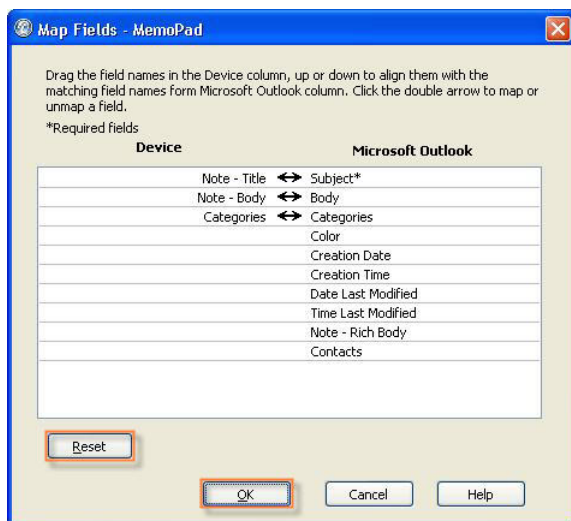 Map Fields - MemoPad
Drag the field names in the Device column, up or down to align them with the
matching field names form Microsoft Outlook column. Click the double arrow to map or
unmap a field.
*Required fields
Device Microsoft Outlook
Note - Title ↔ Subject*
Note - Body ↔ Body
Categories ↔ Categories
Color
Creation Date
Creation Time
Date Last Modified
Time Last Modified
Note - Rich Body
Contacts
Reset
OK Cancel Help